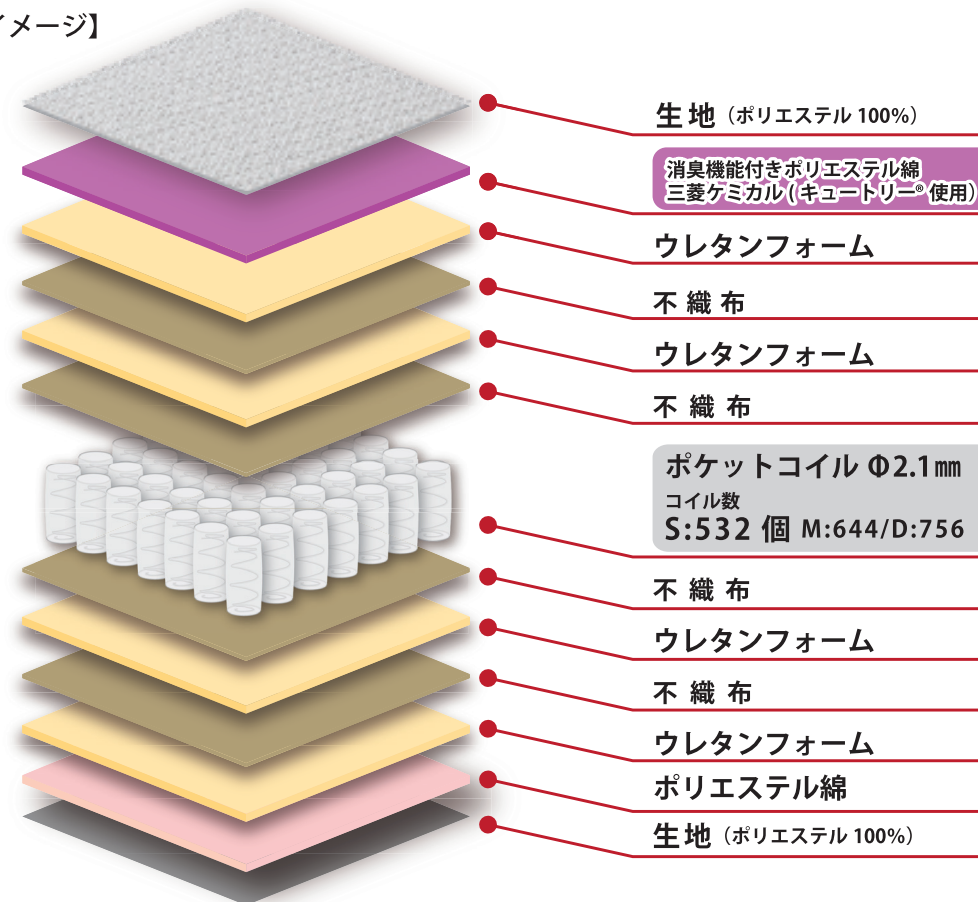 イメージ】
生地（ポリエステル 100%）
消臭機能付きポリエステル綿
三菱ケミカル ( キュートリー® 使用)
ウレタンフォーム
不織布
ウレタンフォーム
不織布
ポケットコイル Φ2.1㎜
コイル数
S:532 個 M:644/D:756
不織布
ウレタンフォーム
不織布
ウレタンフォーム
ポリエステル綿
生地（ポリエステル 100%）